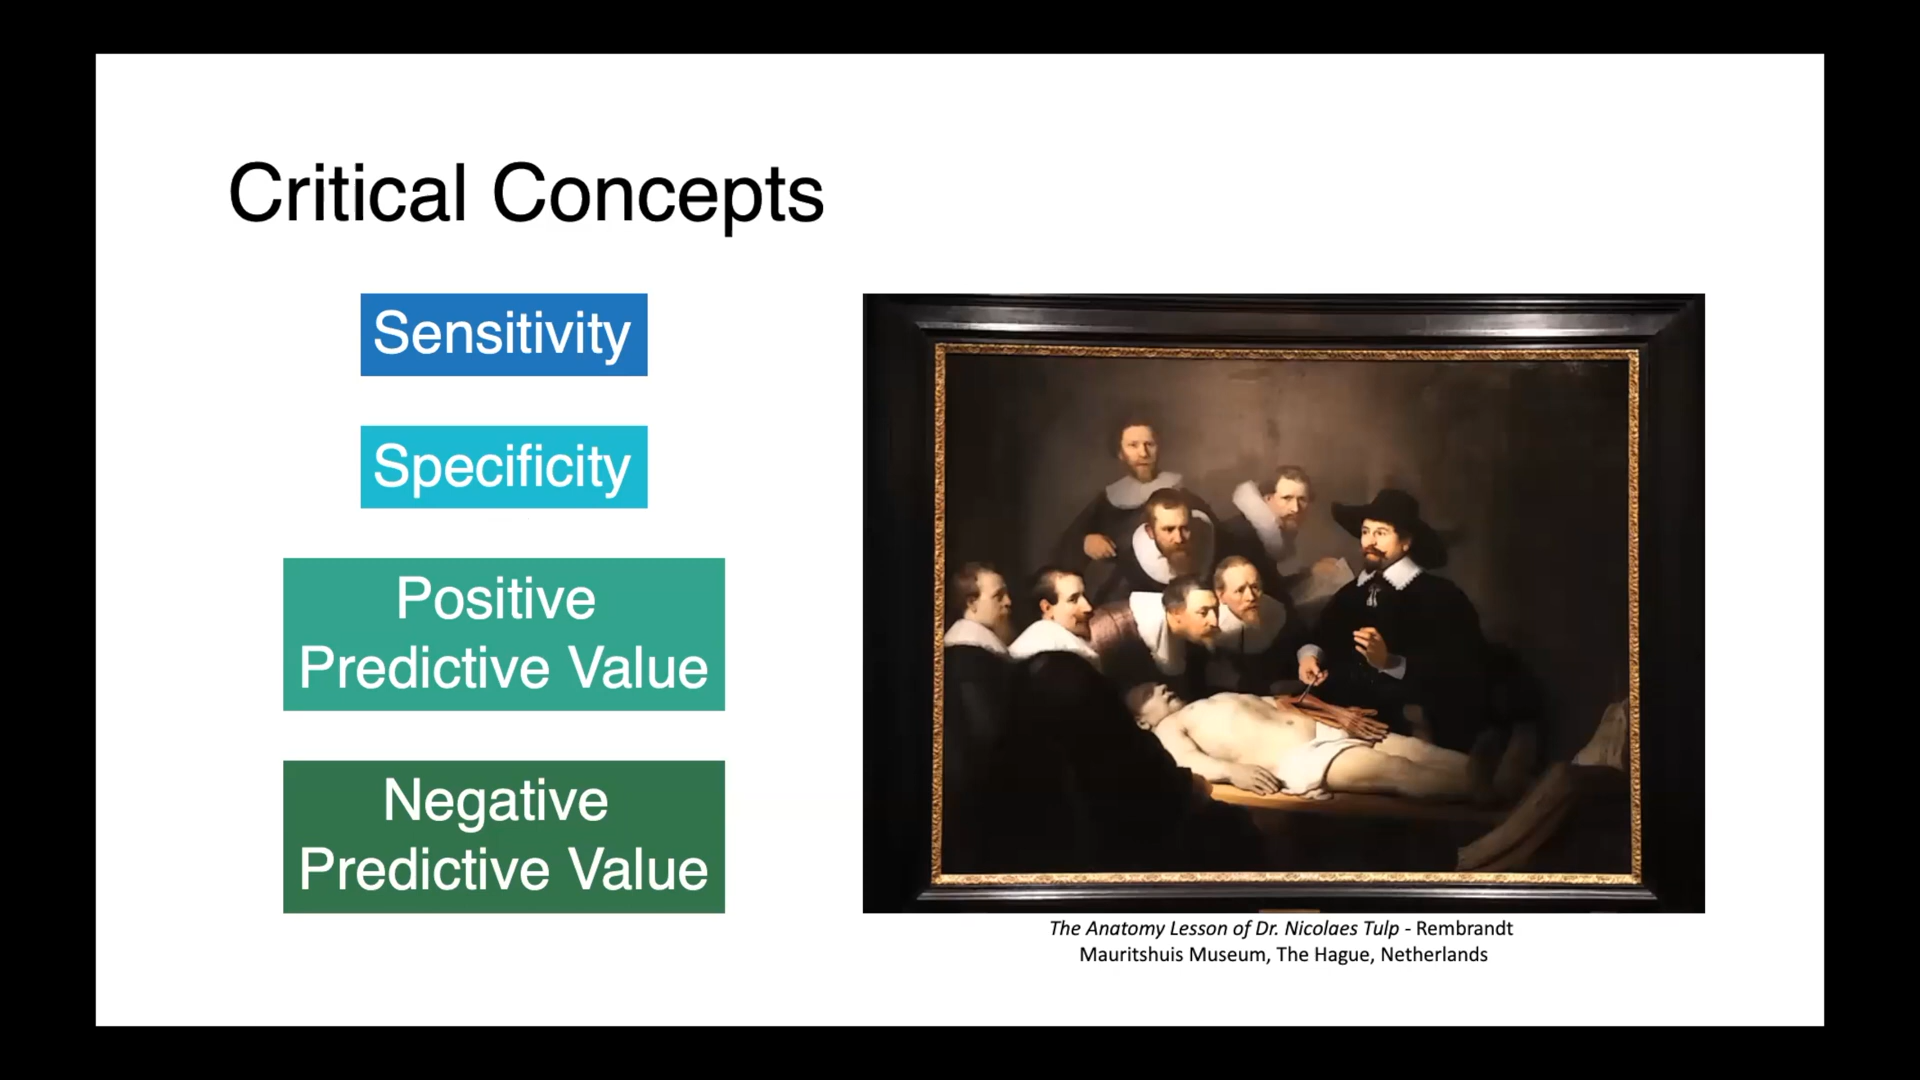 Critical Concepts
Sensitivity
Specificity
Positive
Predictive Value
Negative
Predictive Value
The Anatomy Lesson of Dr. Nicolaes Tulp - Rembrandt
Mauritshuis Museum, The Hague, Netherlands